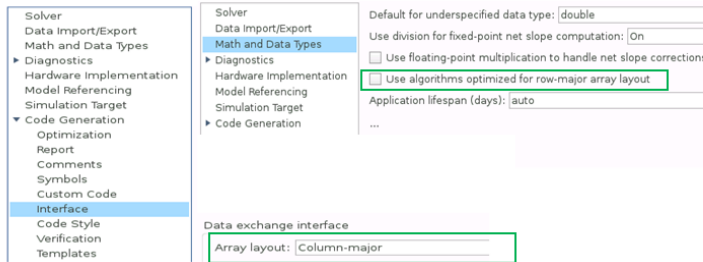 Solver
Data Import/Export
Math and Data Types
Diagnostics
Hardware Implementation
Model Referencing
Simulation Target
Code Generation
Optimization
Report
Comments
Symbols
Custom Code
Interface
Code Style
Verification
Templates
Solver
Data Import/Export
Math and Data Types
Diagnostics
Hardware Implementation
Model Referencing
Simulation Target
Code Generation
Default for underspecified data type: double
Use division for fixed-point net slope computation: On
Use floating-point multiplication to handle net slope corrections
Use algorithms optimized for row-major array layout
Application lifespan (days): auto
...
Data exchange interface
Array layout: Column-major